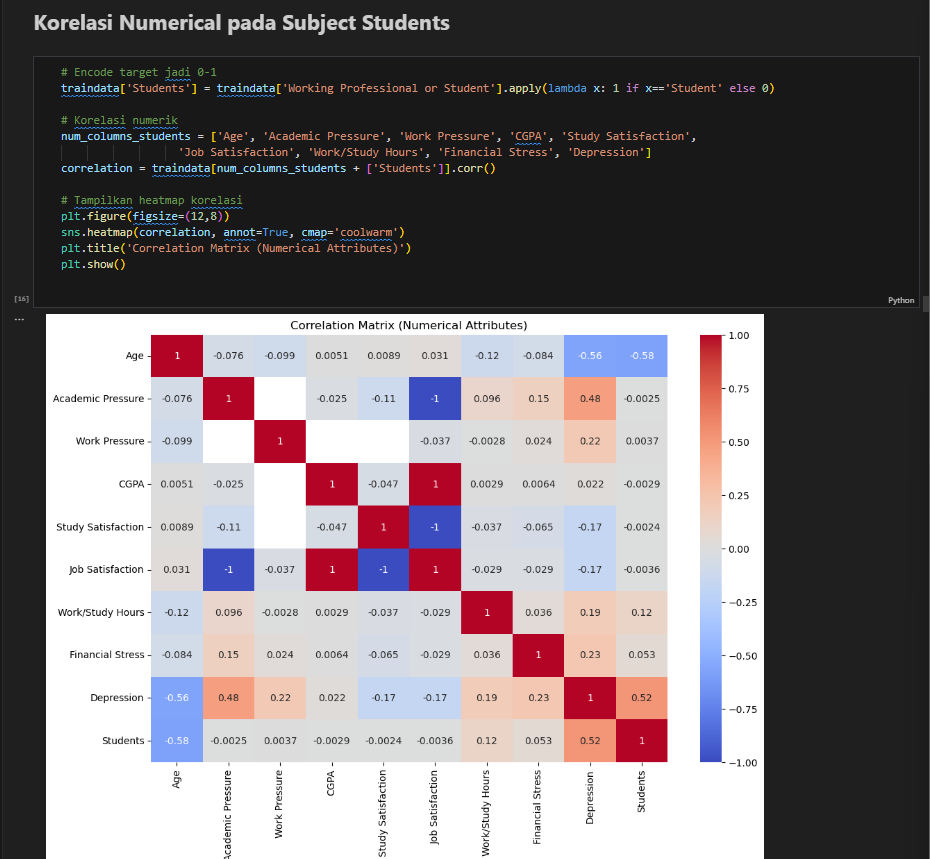 Korelasi Numerical pada Subject Students
# Encode target jadi 0-1
traindata['Students'] = traindata['Working Professional or Student'].apply(lambda x: 1 if x=='Student' else 0)
# Korelasi numerik
num_columns_students = ['Age', 'Academic Pressure', 'Work Pressure', 'CGPA', 'Study Satisfaction',
'Job Satisfaction', 'Work/Study Hours', 'Financial Stress', 'Depression']
correlation = traindata[num_columns_students + ['Students']].corr()
# Tampilkan heatmap korelasi
plt.figure(figsize=(12,8))
sns.heatmap(correlation, annot=True, cmap='coolwarm')
plt.title('Correlation Matrix (Numerical Attributes)')
plt.show()
[16]
Python
...
Correlation Matrix (Numerical Attributes)
Age 1 -0.076 -0.099 0.0051 0.0089 0.031 -0.12 -0.084 -0.56 -0.58
Academic Pressure -0.076 1 -0.025 -0.11 -1 0.096 0.15 0.48 -0.0025
Work Pressure -0.099 1 -0.037 -0.0028 0.024 0.22 0.0037
CGPA 0.0051 -0.025 1 -0.047 1 0.0029 0.0064 0.022 -0.0029
Study Satisfaction 0.0089 -0.11 -0.047 1 -1 -0.037 -0.065 -0.17 -0.0024
Job Satisfaction 0.031 -1 -0.037 1 -1 1 -0.029 -0.029 -0.17 -0.0036
Work/Study Hours -0.12 0.096 -0.0028 0.0029 -0.037 -0.029 1 0.036 0.19 0.12
Financial Stress -0.084 0.15 0.024 0.0064 -0.065 -0.029 0.036 1 0.23 0.053
Depression -0.56 0.48 0.22 0.022 -0.17 -0.17 0.19 0.23 1 0.52
Students -0.58 -0.0025 0.0037 -0.0029 -0.0024 -0.0036 0.12 0.053 0.52 1
Age
Academic Pressure
Work Pressure
CGPA
Study Satisfaction
Job Satisfaction
Work/Study Hours
Financial Stress
Depression
Students
1.00
0.75
0.50
0.25
0.00
−0.25
−0.50
−0.75
−1.00